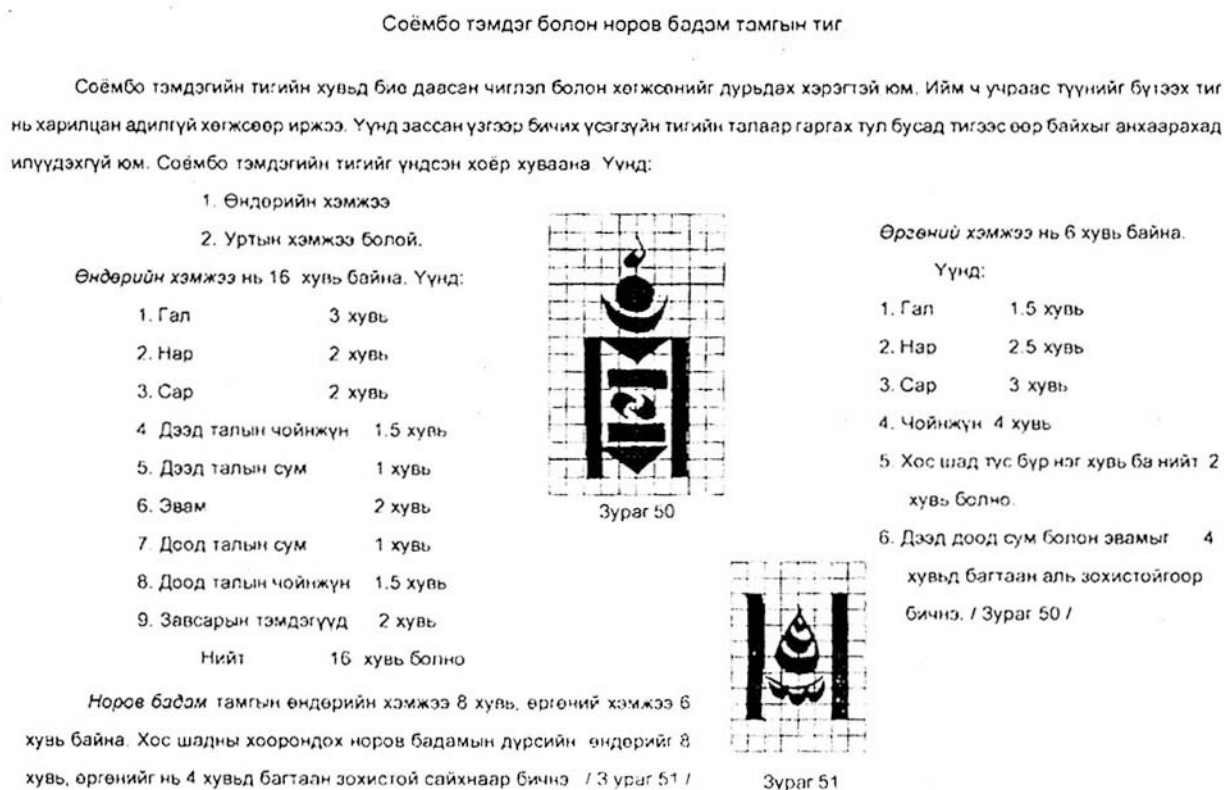 Соёмбо тэмдэг болон норов бадам тамгын тиг
Соёмбо тэмдэгийн тигийн хувьд бие даасан чиглэл болон хөгжсөнийг дурьдах хэрэгтэй юм. Ийм ч учраас түүнийг бүтээх тиг
нь харилцан адилгүй хөгжсөөр иржээ. Үүнд зассан үзгээр бичих үсэгзүйн тигийн талаар гаргах тул бусад тигээс өөр байхыг анхаарахад
илүүдэхгүй юм. Соёмбо тэмдэгийн тигийг үндсэн хоёр хуваана. Үүнд:
1. Өндөрийн хэмжээ
2. Уртын хэмжээ болой.
Өндөрийн хэмжээ нь 16 хувь байна. Үүнд:
1. Гал 3 хувь
2. Нар 2 хувь
3. Сар 2 хувь
4 Дээд талын чойнжүн 1.5 хувь
5. Дээд талын сум 1 хувь
6. Эвам 2 хувь
7. Доод талын сум 1 хувь
8. Доод талын чойнжүн 1.5 хувь
9. Завсарын тэмдэгүүд 2 хувь
Нийт 16 хувь болно
Зураг 50
Өргөний хэмжээ нь 6 хувь байна.
Үүнд:
1. Гал 1.5 хувь
2. Нар 2.5 хувь
3. Сар 3 хувь
4. Чойнжүн 4 хувь
5. Хос шад тус бүр нэг хувь ба нийт 2
хувь болно.
6. Дээд доод сум болон эвамыг 4
хувьд багтаан аль зохистойгоор
бичнэ. / Зураг 50 /
Норов бадам тамгын өндөрийн хэмжээ 8 хувь, өргөний хэмжээ 6
хувь байна. Хос шадны хоорондох норов бадамын дүрсийн өндөрийг 8
хувь, өргөнийг нь 4 хувьд багтаан зохистой сайхнаар бичнэ / Зураг 51 /
Зураг 51